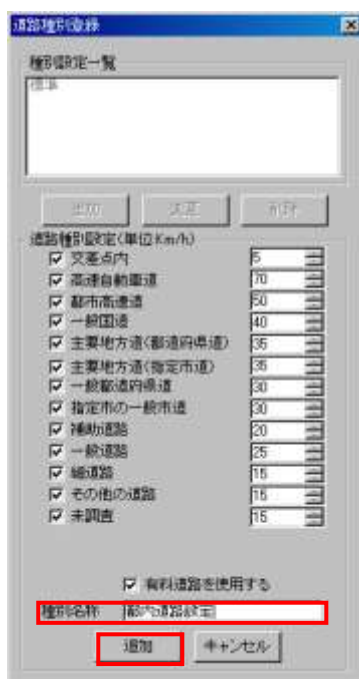 道路種別登録
種別設定一覧
標準
追加 変更 削除
道路種別設定(単位Km/h)
交差点内 5
高速自動車道 70
都市高速道 50
一般国道 40
主要地方道(都道府県道) 35
主要地方道(指定市道) 35
一般都道府県道 30
指定市の一般市道 30
補助道路 20
一般道路 25
細道路 15
その他の道路 15
未調査 15
有料道路を使用する
種別名称 都内道路設定
追加 キャンセル